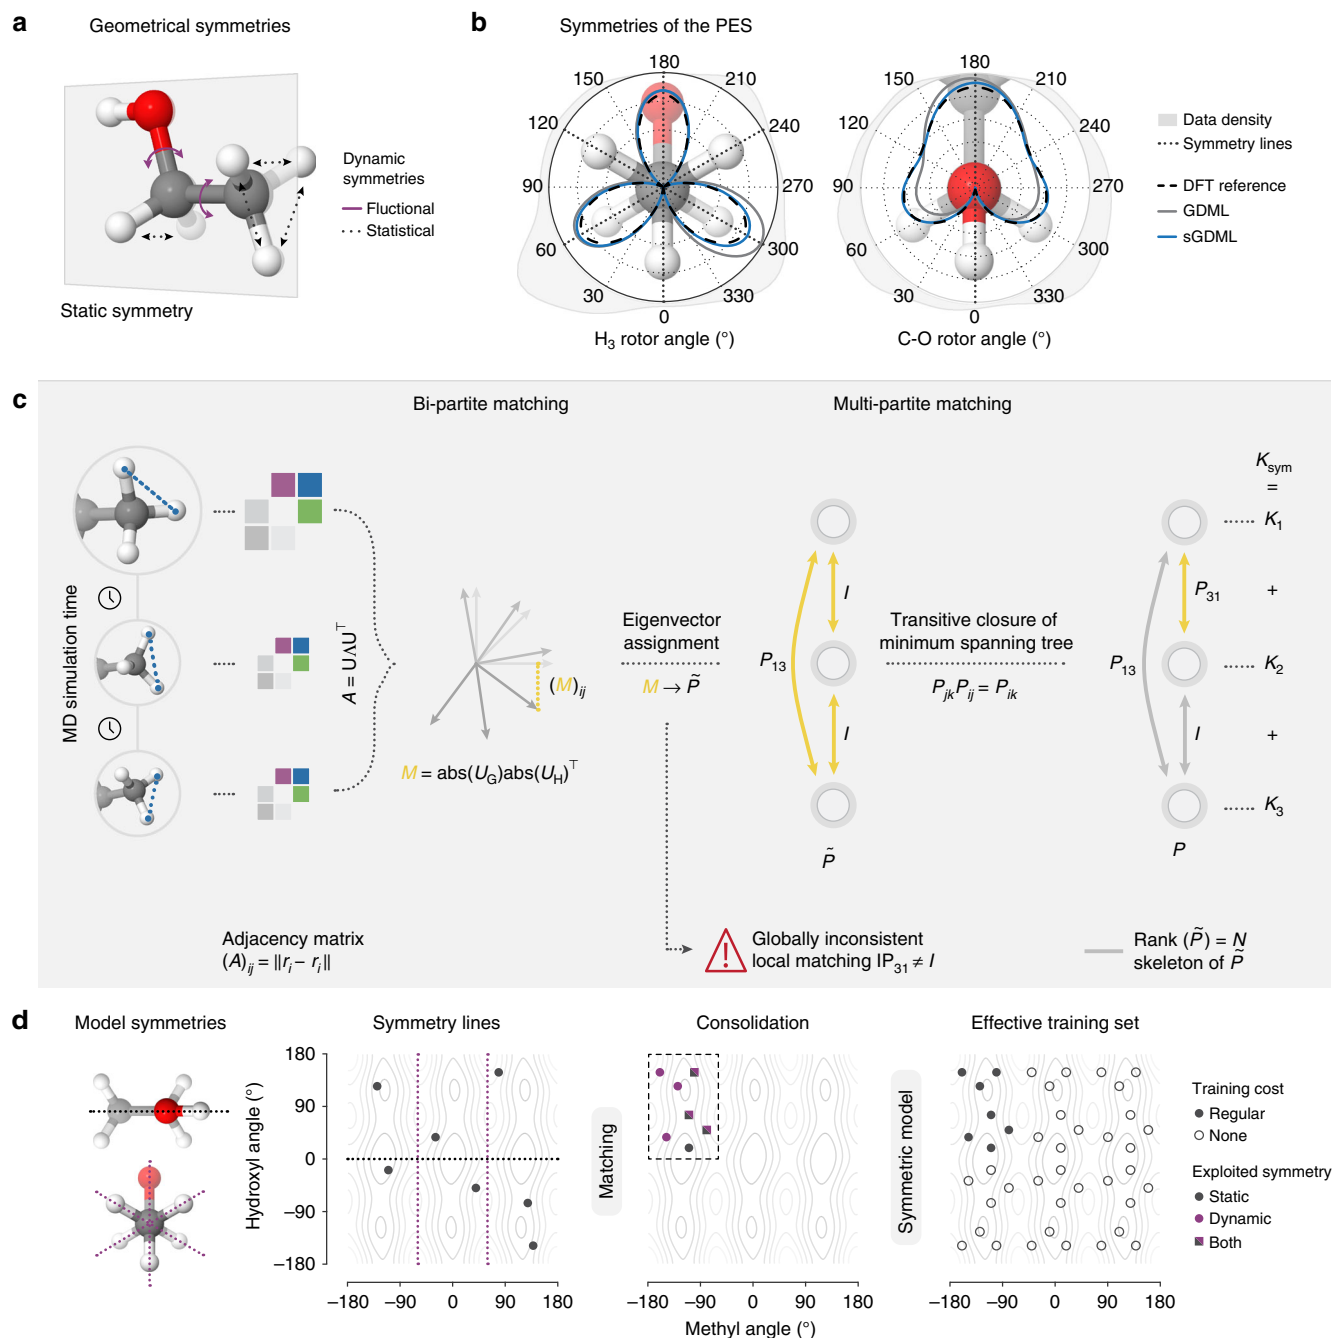 a
Geometrical symmetries
Dynamic
symmetries
Fluctional
Statistical
Static symmetry
b
Symmetries of the PES
180
150
210
120
240
90
270
60
300
30
330
0
H₃ rotor angle (°)
180
150
210
120
240
90
270
60
300
30
330
0
C-O rotor angle (°)
Data density
Symmetry lines
DFT reference
GDML
sGDML
c
Bi-partite matching
Multi-partite matching
MD simulation time
A = UΛU⊤
(M)ij
M = abs(UG)abs(UH)⊤
Eigenvector
assignment
M → P̃
P13
I
I
P̃
Transitive closure of
minimum spanning tree
PjkPij = Pik
P13
P31
I
P
Ksym
=
K1
+
K2
+
K3
Adjacency matrix
(A)ij = ||ri − ri||
Globally inconsistent
local matching IP31 ≠ I
Rank (P̃) = N
skeleton of P̃
d
Model symmetries
Symmetry lines
Consolidation
Effective training set
Hydroxyl angle (°)
180
90
0
−90
−180
−180
−90
0
90
180
Matching
−180
−90
0
90
180
Symmetric model
−180
−90
0
90
180
Methyl angle (°)
Training cost
Regular
None
Exploited symmetry
Static
Dynamic
Both